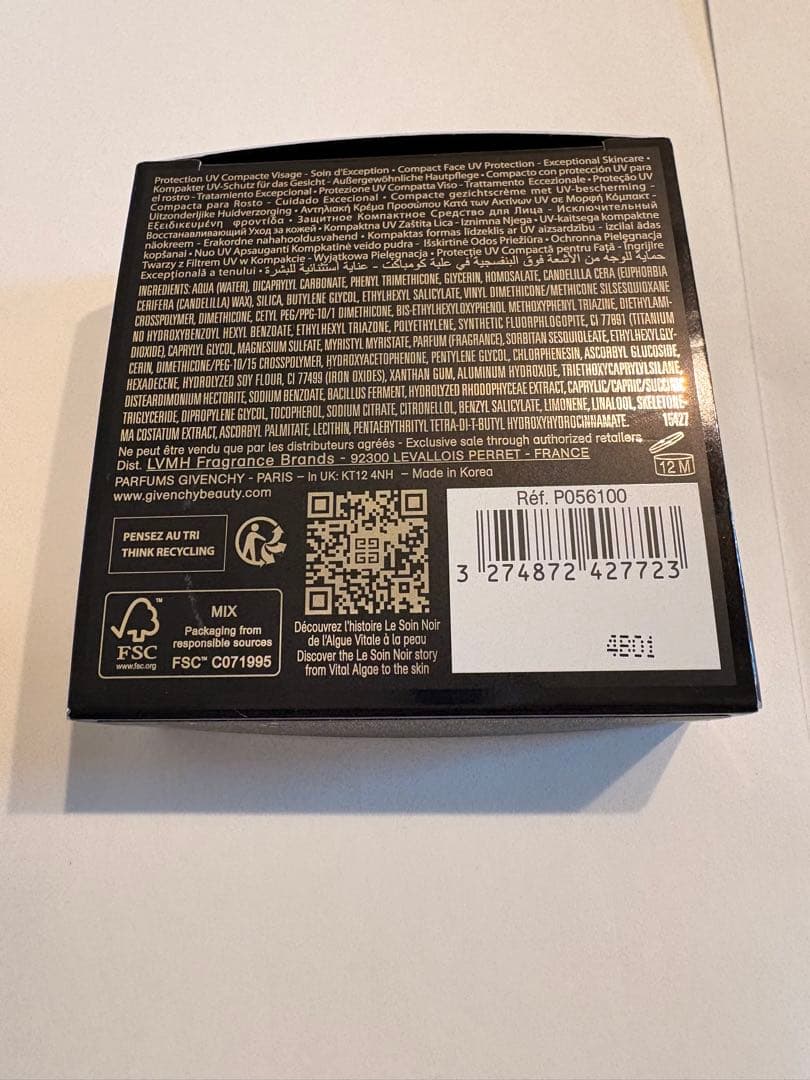 Protection UV Compacte Visage - Soin d'Exception • Compact Face UV Protection - Exceptional Skincare •
Kompakter UV-Schutz für das Gesicht - Außergewöhnliche Hautpflege • Compacto con protección UV para
el rostro - Tratamiento Excepcional • Protezione UV Compatta Viso - Trattamento Eccezionale • Proteção UV
Compacta para Rosto - Cuidado Excecional • Compacte gezichtscrème met UV-bescherming -
Uitzonderlijke Huidverzorging • Αντηλιακή Κρέμα Προσώπου Κατά των Ακτίνων UV σε Μορφή Κόμπακτ -
Εξειδικευμένη φροντίδα • Защитное Компактное Средство для Лица - Исключительный
Восстанавливающий Уход за кожей • Kompaktna UV Zaštita Lica - Iznimna Njega • UV-kaitsega kompaktne
näokreem - Erakordne nahahooldusvahend • Kompaktas formas līdzeklis ar UV aizsardzību - izcilai ādas
kopšanai • Nuo UV Apsauganti Kompaktinė veido pudra - Išskirtinė Odos Priežiūra • Ochronna Pielęgnacja
Twarzy z Filtrem UV w Kompakcie - Wyjątkowa Pielęgnacja • Protecție UV Compactă pentru Față - Îngrijire
Excepțională a tenului • حماية للوجه من الأشعة فوق البنفسجية في علبة كومباكت - عناية استثنائية للبشرة •
INGREDIENTS: AQUA (WATER), DICAPRYLYL CARBONATE, PHENYL TRIMETHICONE, GLYCERIN, HOMOSALATE, CANDELILLA CERA (EUPHORBIA
CERIFERA (CANDELILLA) WAX), SILICA, BUTYLENE GLYCOL, ETHYLHEXYL SALICYLATE, VINYL DIMETHICONE/METHICONE SILSESQUIOXANE
CROSSPOLYMER, DIMETHICONE, CETYL PEG/PPG-10/1 DIMETHICONE, BIS-ETHYLHEXYLOXYPHENOL METHOXYPHENYL TRIAZINE, DIETHYLAMI-
NO HYDROXYBENZOYL HEXYL BENZOATE, ETHYLHEXYL TRIAZONE, POLYETHYLENE, SYNTHETIC FLUORPHLOGOPITE, CI 77891 (TITANIUM
DIOXIDE), CAPRYLYL GLYCOL, MAGNESIUM SULFATE, MYRISTYL MYRISTATE, PARFUM (FRAGRANCE), SORBITAN SESQUIOLEATE, ETHYLHEXYLGLY-
CERIN, DIMETHICONE/PEG-10/15 CROSSPOLYMER, HYDROXYACETOPHENONE, PENTYLENE GLYCOL, CHLORPHENESIN, ASCORBYL GLUCOSIDE,
HEXADECENE, HYDROLYZED SOY FLOUR, CI 77499 (IRON OXIDES), XANTHAN GUM, ALUMINUM HYDROXIDE, TRIETHOXYCAPRYLYLSILANE,
DISTEARDIMONIUM HECTORITE, SODIUM BENZOATE, BACILLUS FERMENT, HYDROLYZED RHODOPHYCEAE EXTRACT, CAPRYLIC/CAPRIC/SUCCINIC
TRIGLYCERIDE, DIPROPYLENE GLYCOL, TOCOPHEROL, SODIUM CITRATE, CITRONELLOL, BENZYL SALICYLATE, LIMONENE, LINALOOL, SKELETONE-
MA COSTATUM EXTRACT, ASCORBYL PALMITATE, LECITHIN, PENTAERYTHRITYL TETRA-DI-T-BUTYL HYDROXYHYDROCINNAMATE. 15427
Ne peut être vendu que par les distributeurs agréés - Exclusive sale through authorized retailers
Dist. LVMH Fragrance Brands - 92300 LEVALLOIS PERRET - FRANCE
12 M
PARFUMS GIVENCHY - PARIS – In UK: KT12 4NH – Made in Korea
www.givenchybeauty.com
PENSEZ AU TRI
THINK RECYCLING
FSC
www.fsc.org
MIX
Packaging from
responsible sources
FSC™ C071995
Découvrez l'histoire Le Soin Noir
de l'Algue Vitale à la peau
Discover the Le Soin Noir story
from Vital Algae to the skin
Réf. P056100
3 274872 427723
4B01